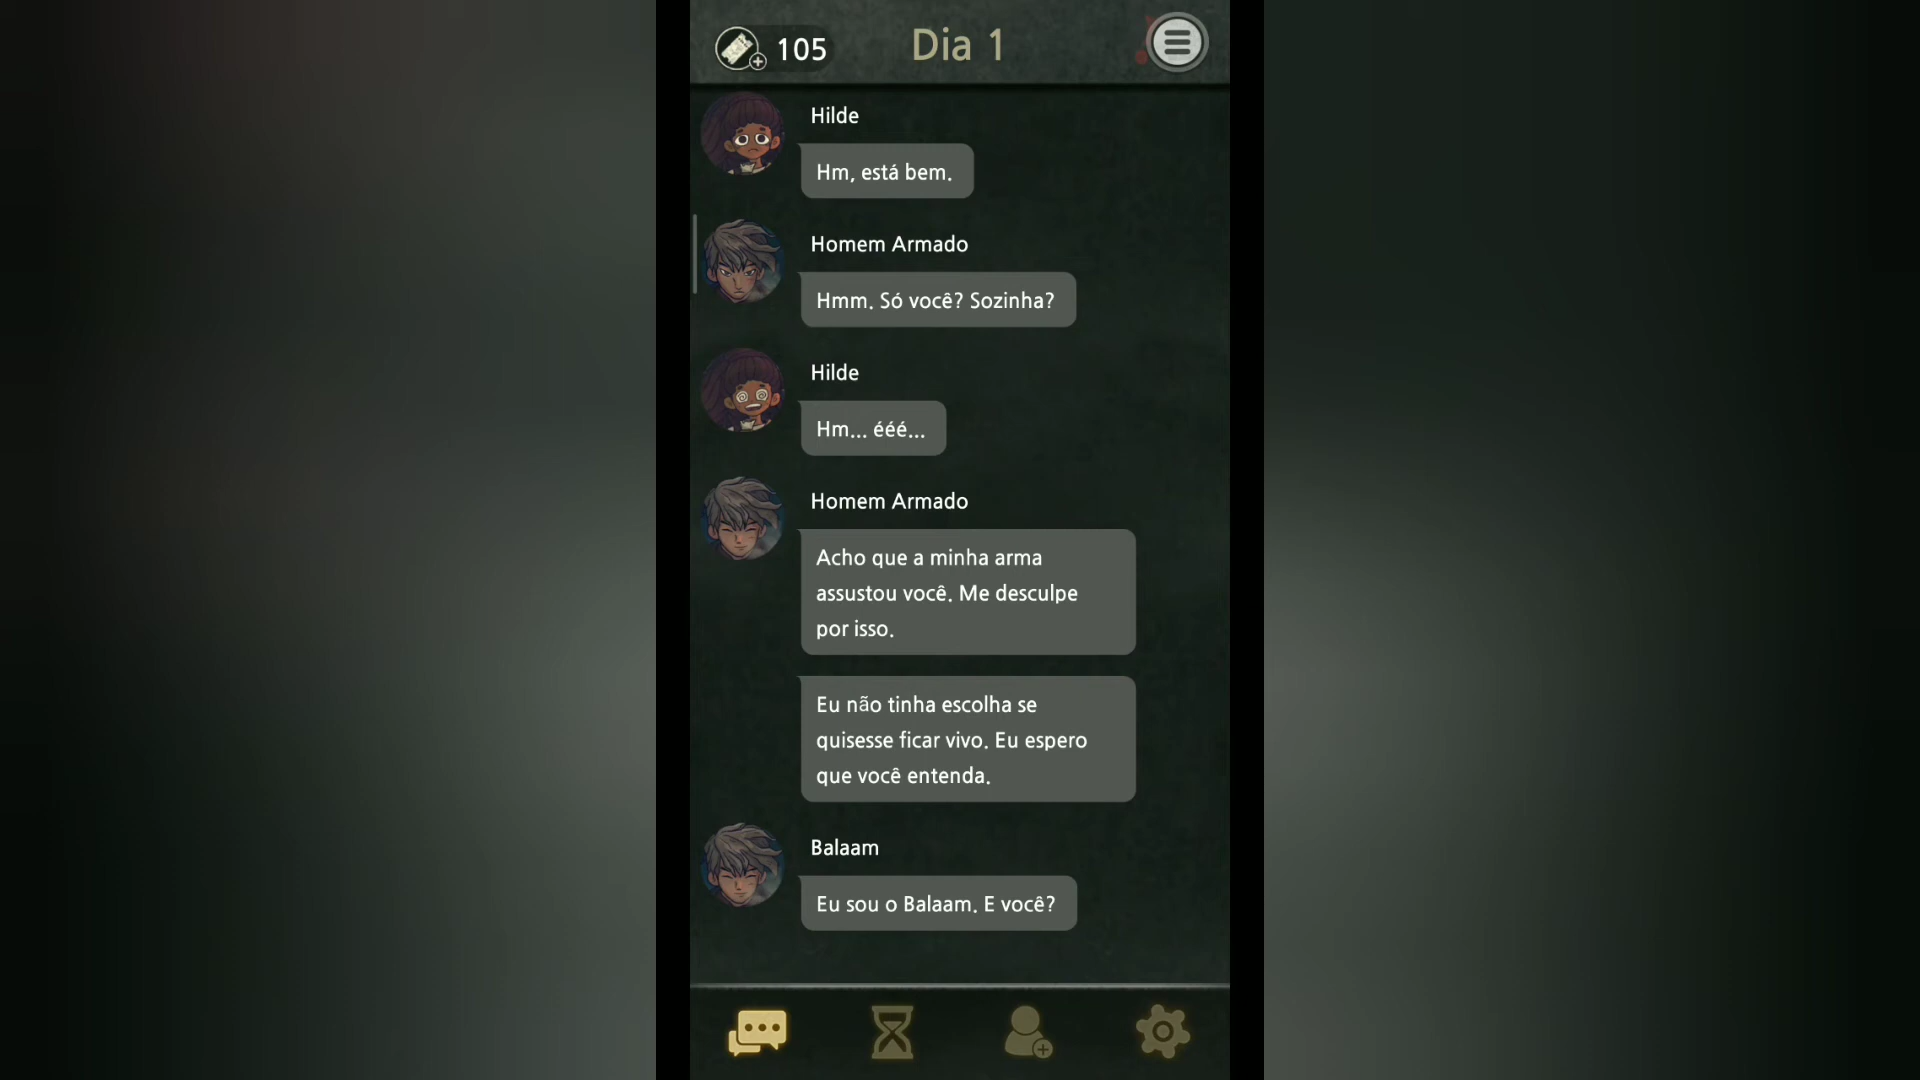 105
Dia 1
Hilde
Hm, está bem.
Homem Armado
Hmm. Só você? Sozinha?
Hilde
Hm... ééé...
Homem Armado
Acho que a minha arma
assustou você. Me desculpe
por isso.
Eu não tinha escolha se
quisesse ficar vivo. Eu espero
que você entenda.
Balaam
Eu sou o Balaam. E você?